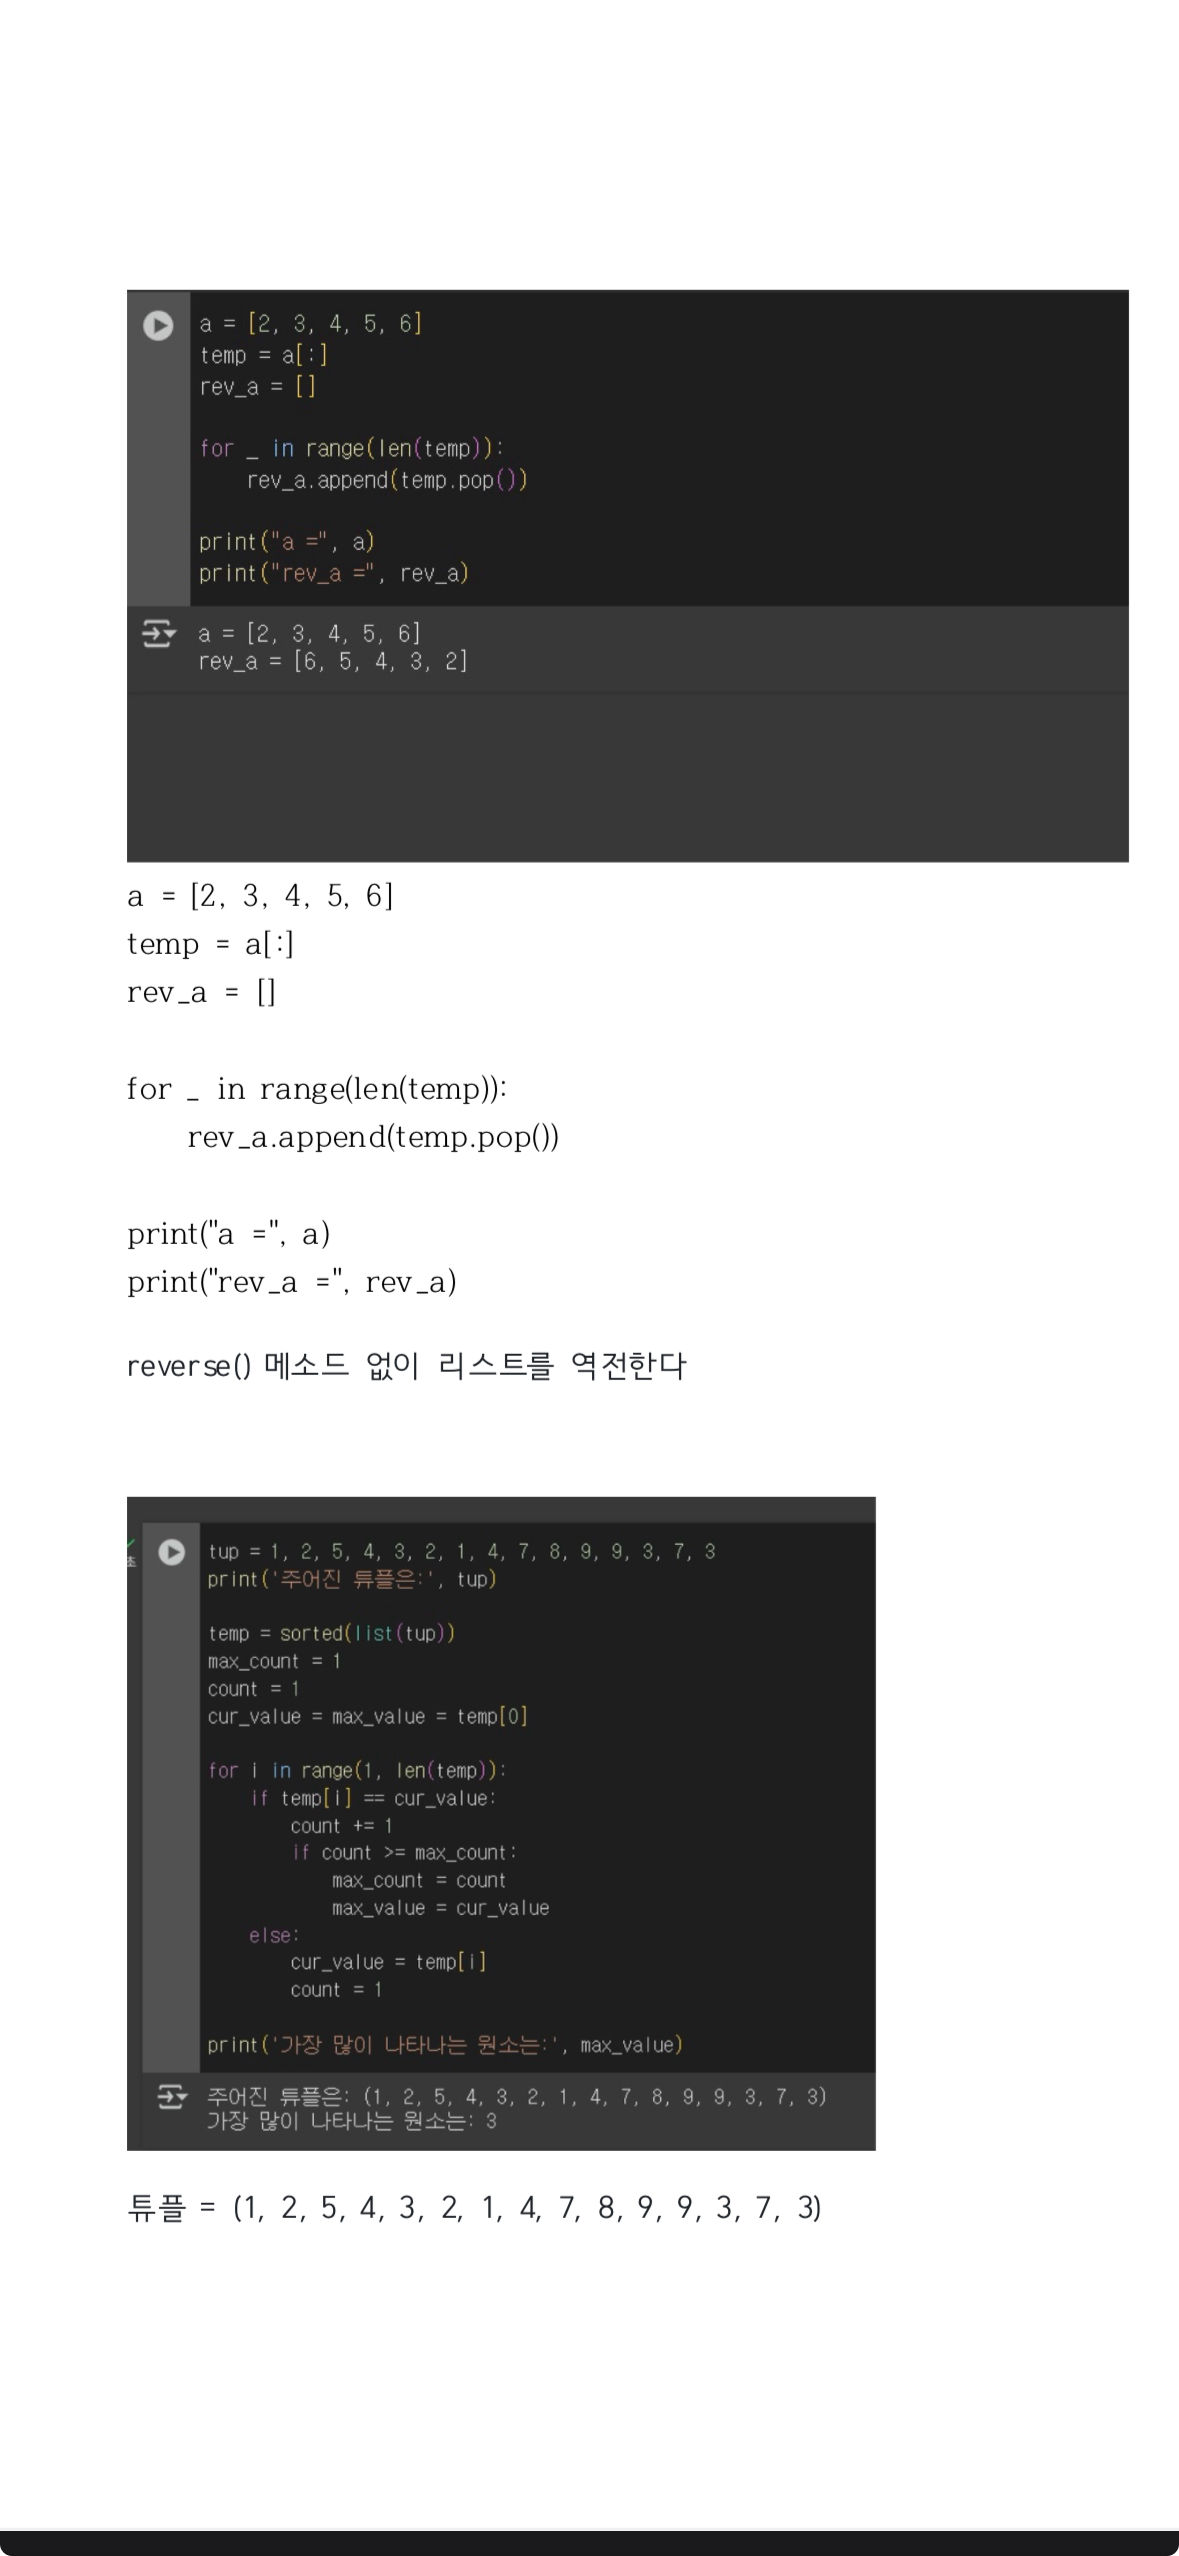 a = [2, 3, 4, 5, 6]
temp = a[:]
rev_a = []
for _ in range(len(temp)):
    rev_a.append(temp.pop())
print("a =", a)
print("rev_a =", rev_a)
a = [2, 3, 4, 5, 6]
rev_a = [6, 5, 4, 3, 2]
a = [2, 3, 4, 5, 6]
temp = a[:]
rev_a = []
for _ in range(len(temp)):
    rev_a.append(temp.pop())
print("a =", a)
print("rev_a =", rev_a)
reverse() 메소드 없이 리스트를 역전한다
초
tup = 1, 2, 5, 4, 3, 2, 1, 4, 7, 8, 9, 9, 3, 7, 3
print('주어진 튜플은:', tup)
temp = sorted(list(tup))
max_count = 1
count = 1
cur_value = max_value = temp[0]
for i in range(1, len(temp)):
    if temp[i] == cur_value:
        count += 1
        if count >= max_count:
            max_count = count
            max_value = cur_value
    else:
        cur_value = temp[i]
        count = 1
print('가장 많이 나타나는 원소는:', max_value)
주어진 튜플은: (1, 2, 5, 4, 3, 2, 1, 4, 7, 8, 9, 9, 3, 7, 3)
가장 많이 나타나는 원소는: 3
튜플 = (1, 2, 5, 4, 3, 2, 1, 4, 7, 8, 9, 9, 3, 7, 3)